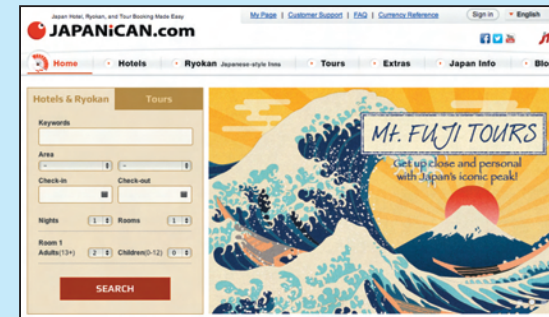 Japan Hotel, Ryokan, and Tour Booking Made Easy
My Page | Customer Support | FAQ | Currency Reference
Sign in
English
JAPANiCAN.com
Home
Hotels
Ryokan Japanese-style Inns
Tours
Extras
Japan Info
Blo
Hotels & Ryokan
Tours
Keywords
Area
-
-
Check-in
Check-out
Nights 1 Rooms 1
Room 1
Adults(13+) 2 Children(0-12) 0
SEARCH
Mt. FUJI TOURS
Get up close and personal
with Japan's iconic peak!